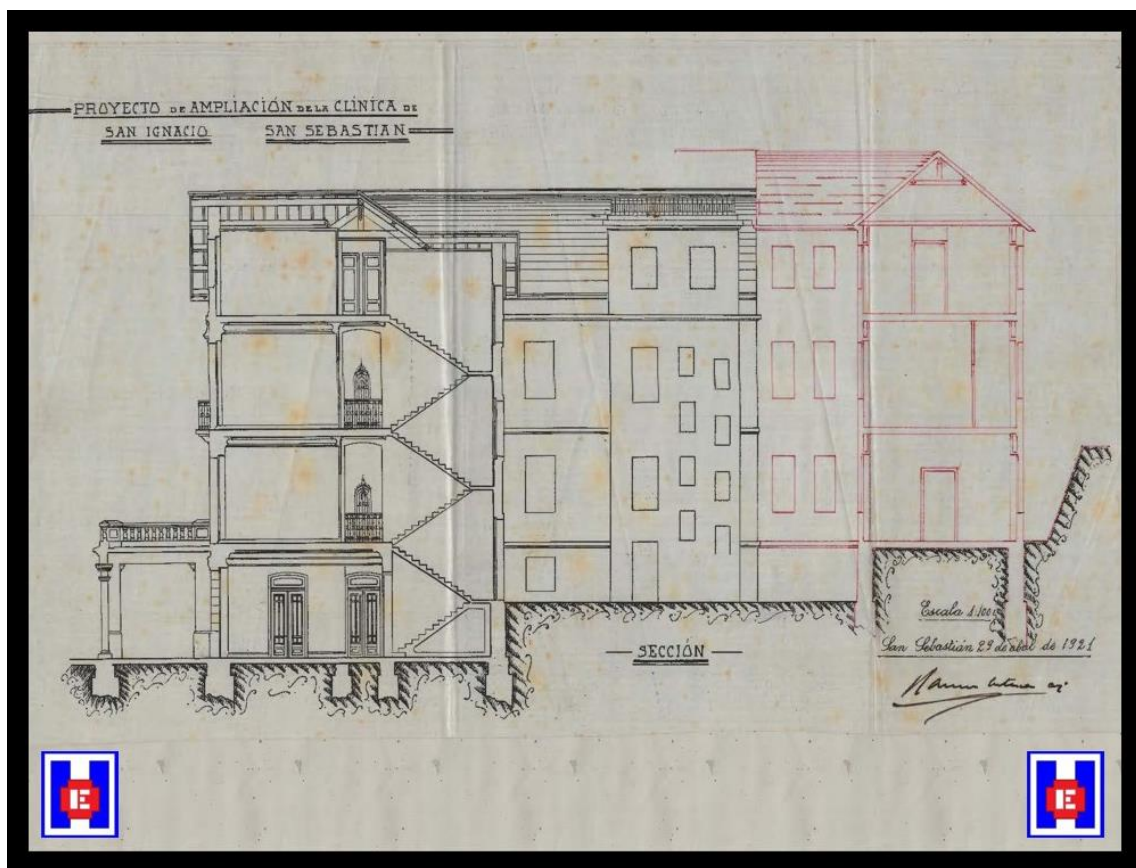 PROYECTO DE AMPLIACIÓN DE LA CLÍNICA DE
SAN IGNACIO SAN SEBASTIAN
Escala 1:100
SECCIÓN
San Sebastián 29 de abril de 1921
E
E